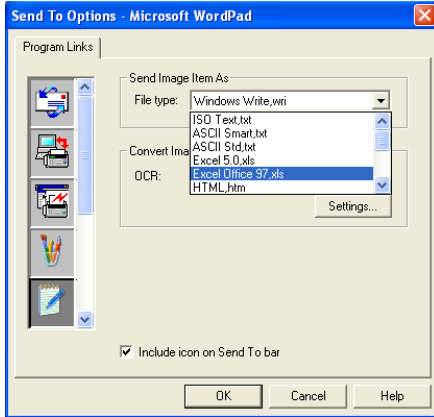 Send To Options - Microsoft WordPad
Program Links
Send Image Item As
File type: Windows Write,wri
ISO Text,txt
ASCII Smart,txt
ASCII Std,txt
Excel 5.0,xls
Excel Office 97,xls
HTML,htm
Convert Ima
OCR:
Settings...
Include icon on Send To bar
OK Cancel Help